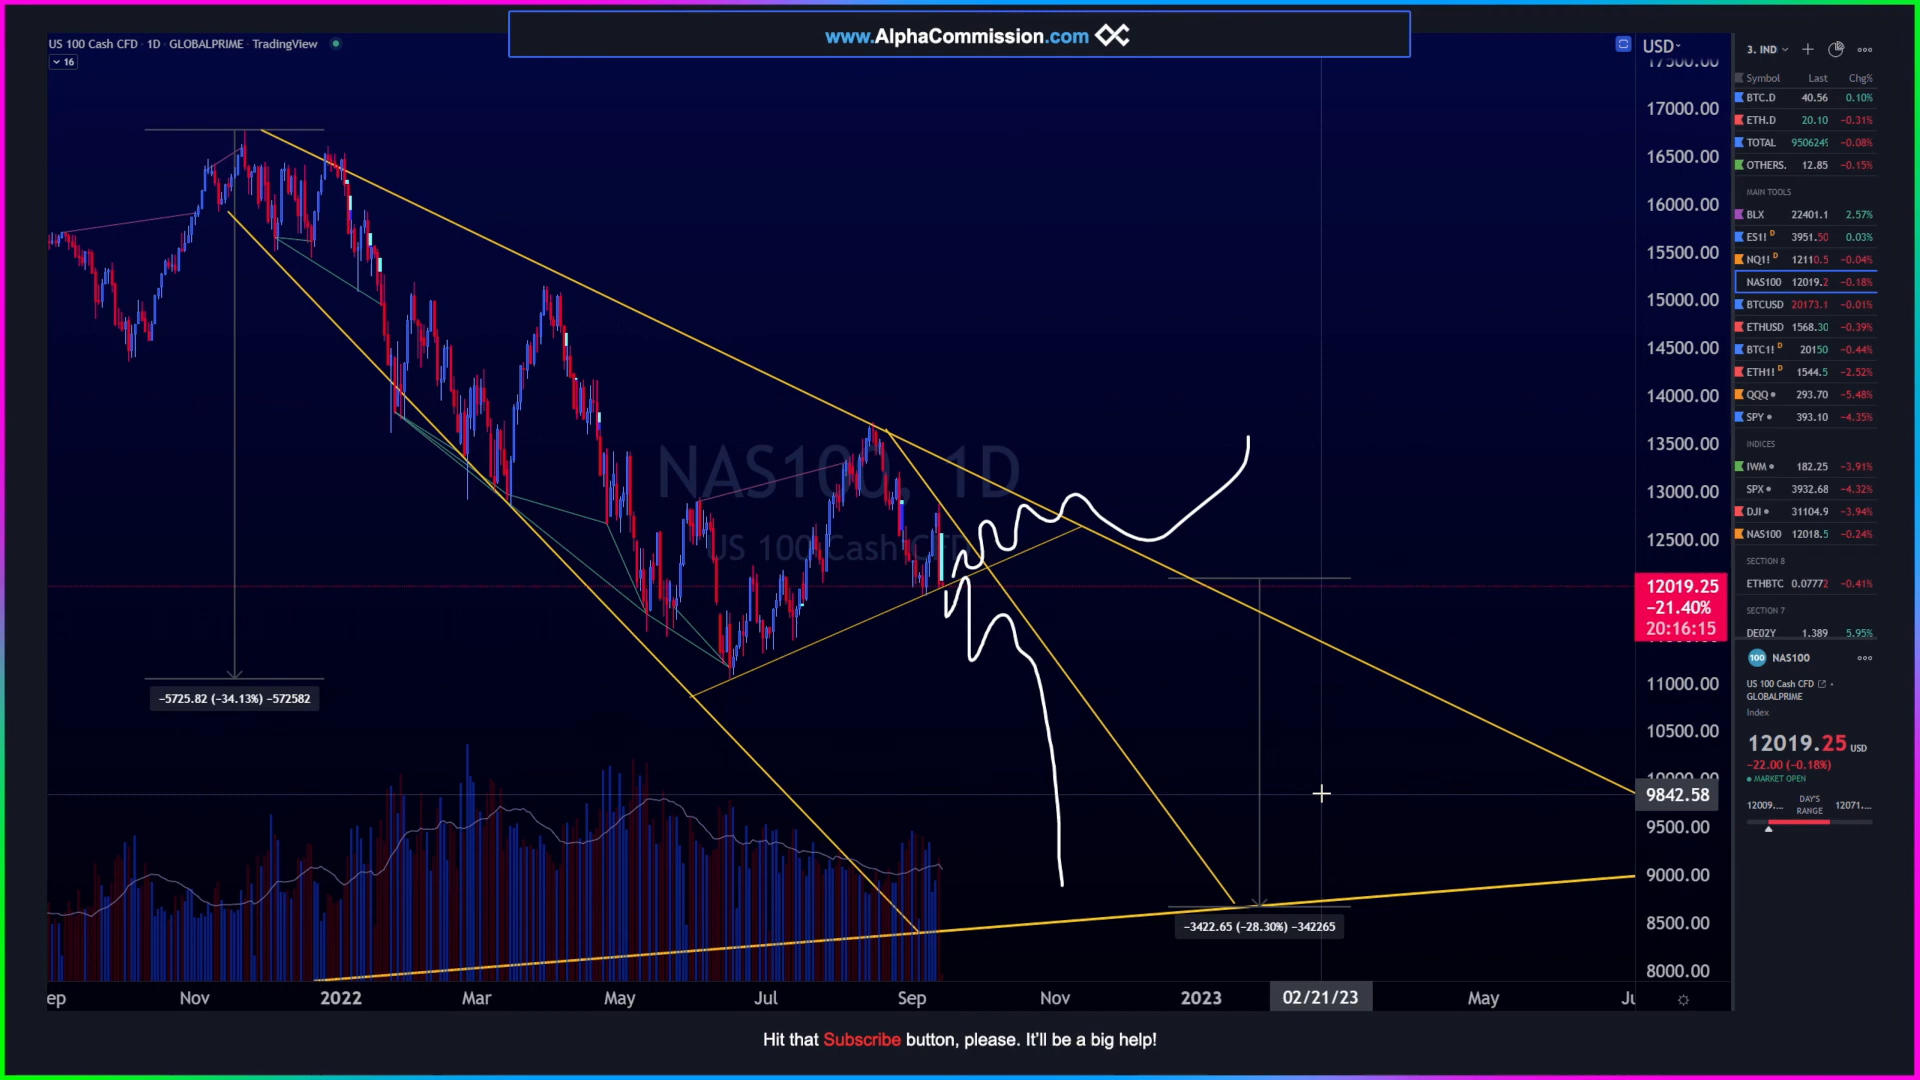 www.AlphaCommission.com
US 100 Cash CFD · 1D · GLOBALPRIME · TradingView
16
USD
17500.00
17000.00
16500.00
16000.00
15500.00
15000.00
14500.00
14000.00
13500.00
13000.00
12500.00
12019.25
−21.40%
20:16:15
11000.00
10500.00
10000.00
9842.58
9500.00
9000.00
8500.00
8000.00
NAS100, 1D
US 100 Cash CFD
−5725.82 (−34.13%) −572582
−3422.65 (−28.30%) −342265
ep Nov 2022 Mar May Jul Sep Nov 2023 02/21/23 May Ju
3. IND
Symbol Last Chg%
BTC.D 40.56 0.10%
ETH.D 20.10 −0.31%
TOTAL 950624 −0.08%
OTHERS. 12.85 −0.15%
MAIN TOOLS
BLX 22401.1 2.57%
ES1! D 3951.50 0.03%
NQ1! D 12110.5 −0.04%
NAS100 12019.2 −0.18%
BTCUSD 20173.1 −0.01%
ETHUSD 1568.30 −0.39%
BTC1! D 20150 −0.44%
ETH1! D 1544.5 −2.52%
QQQ 293.70 −5.48%
SPY 393.10 −4.35%
INDICES
IWM 182.25 −3.91%
SPX 3932.68 −4.32%
DJI 31104.9 −3.94%
NAS100 12018.5 −0.24%
SECTION 8
ETHBTC 0.07772 −0.41%
SECTION 7
DE02Y 1.389 5.95%
100 NAS100
US 100 Cash CFD
GLOBALPRIME
Index
12019.25 USD
−22.00 (−0.18%)
MARKET OPEN
12009.... DAY'S RANGE 12071....
Hit that Subscribe button, please. It'll be a big help!